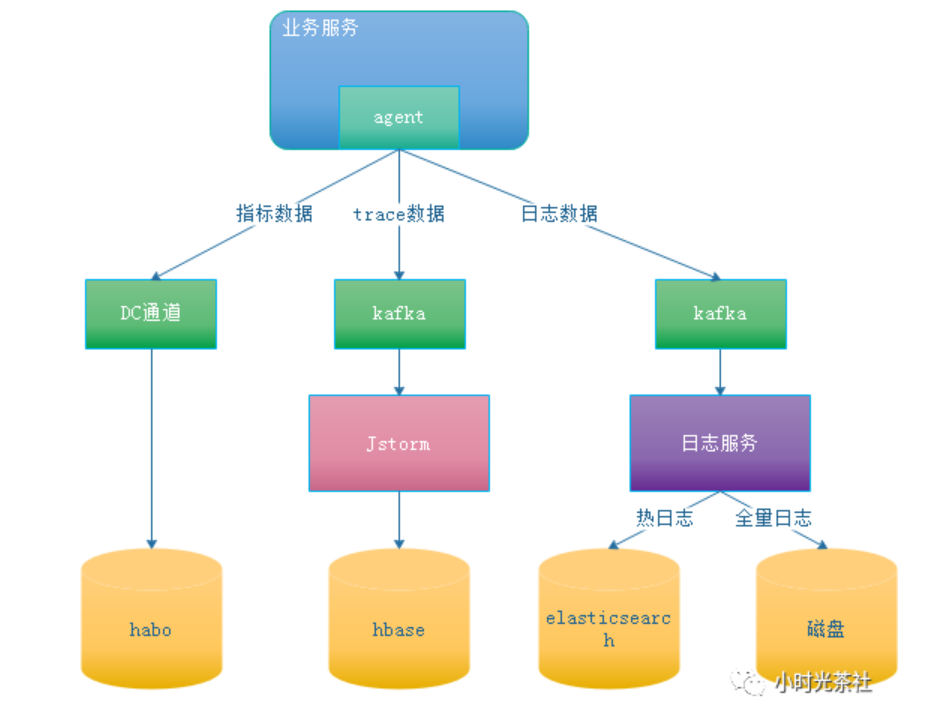 业务服务
agent
指标数据
trace数据
日志数据
DC通道
kafka
kafka
Jstorm
日志服务
热日志
全量日志
habo
hbase
elasticsearc
h
磁盘
小时光茶社